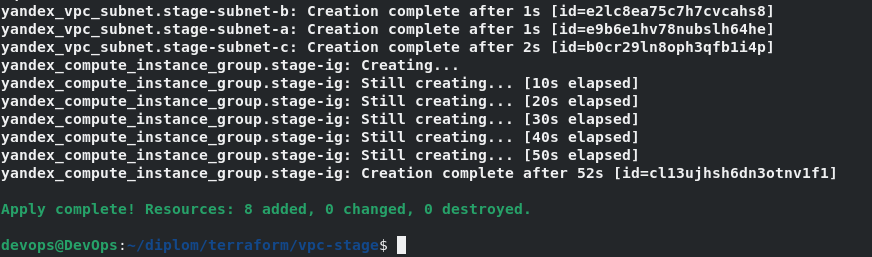 yandex_vpc_subnet.stage-subnet-b: Creation complete after 1s [id=e2lc8ea75c7h7cvcahs8]
yandex_vpc_subnet.stage-subnet-a: Creation complete after 1s [id=e9b6e1hv78nubslh64he]
yandex_vpc_subnet.stage-subnet-c: Creation complete after 2s [id=b0cr29ln8oph3qfb1i4p]
yandex_compute_instance_group.stage-ig: Creating...
yandex_compute_instance_group.stage-ig: Still creating... [10s elapsed]
yandex_compute_instance_group.stage-ig: Still creating... [20s elapsed]
yandex_compute_instance_group.stage-ig: Still creating... [30s elapsed]
yandex_compute_instance_group.stage-ig: Still creating... [40s elapsed]
yandex_compute_instance_group.stage-ig: Still creating... [50s elapsed]
yandex_compute_instance_group.stage-ig: Creation complete after 52s [id=cl13ujhsh6dn3otnv1f1]
Apply complete! Resources: 8 added, 0 changed, 0 destroyed.
devops@DevOps:~/diplom/terraform/vpc-stage$